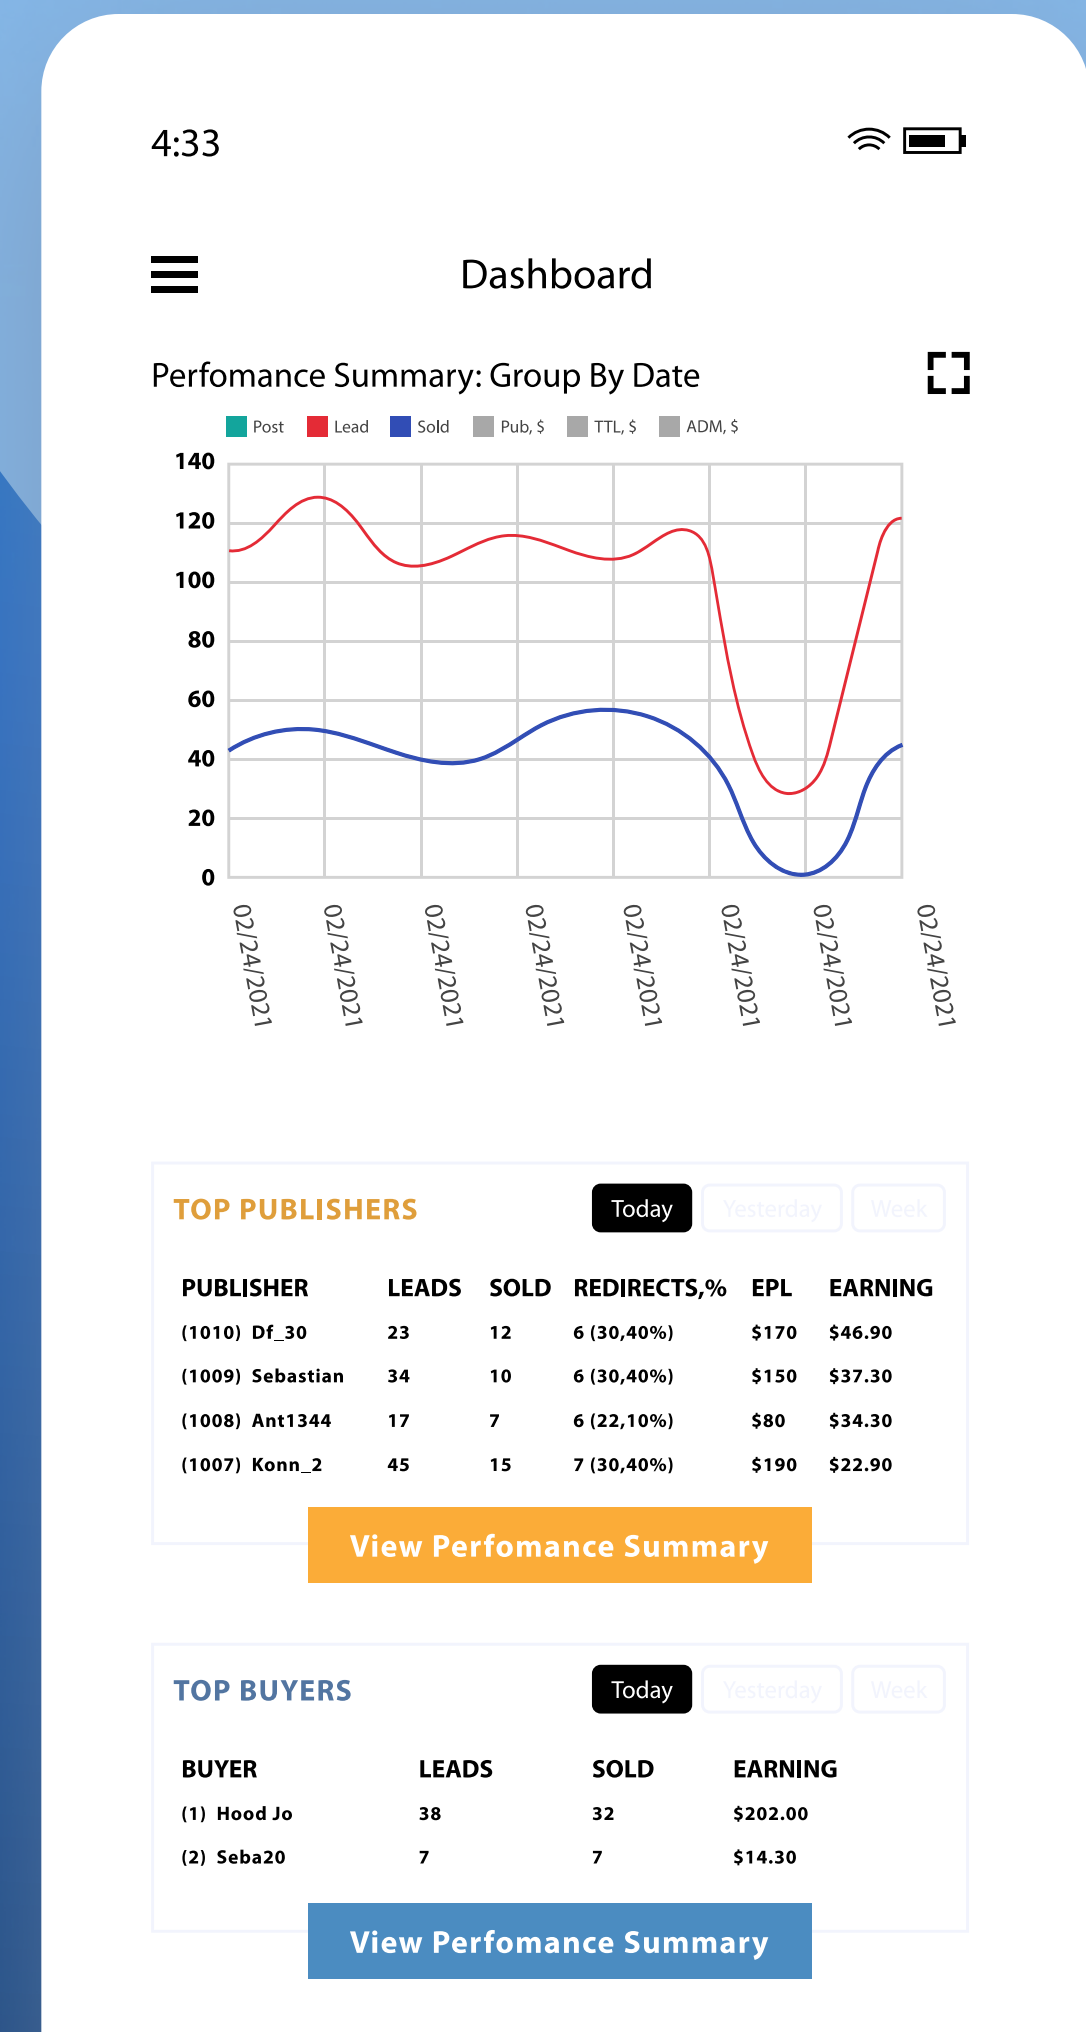 4:33
Dashboard
Perfomance Summary: Group By Date
Post Lead Sold Pub, $ TTL, $ ADM, $
140
120
100
80
60
40
20
0
02/24/2021 02/24/2021 02/24/2021 02/24/2021 02/24/2021 02/24/2021 02/24/2021 02/24/2021
TOP PUBLISHERS Today Yesterday Week
PUBLISHER LEADS SOLD REDIRECTS,% EPL EARNING
(1010) Df_30 23 12 6 (30,40%) $170 $46.90
(1009) Sebastian 34 10 6 (30,40%) $150 $37.30
(1008) Ant1344 17 7 6 (22,10%) $80 $34.30
(1007) Konn_2 45 15 7 (30,40%) $190 $22.90
View Perfomance Summary
TOP BUYERS Today Yesterday Week
BUYER LEADS SOLD EARNING
(1) Hood Jo 38 32 $202.00
(2) Seba20 7 7 $14.30
View Perfomance Summary